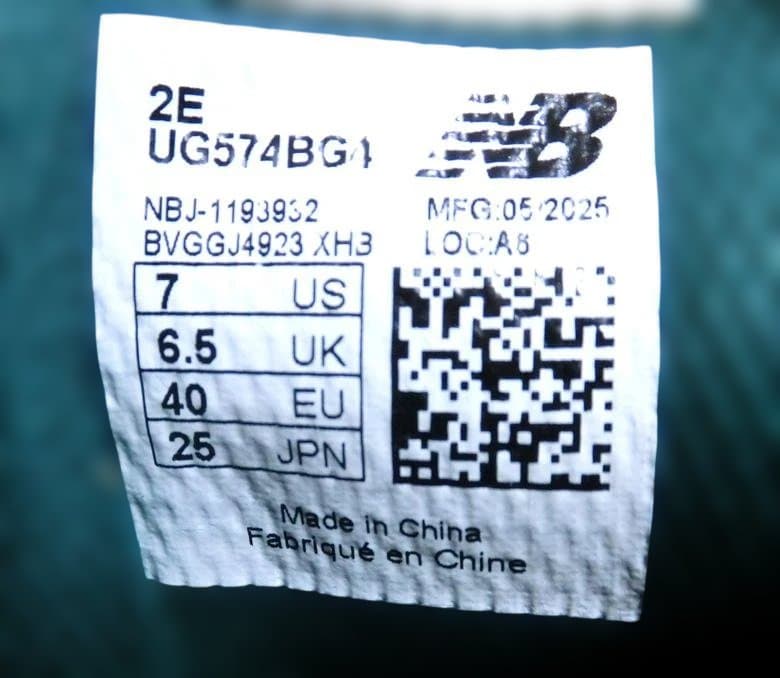 2E
UG574BG4
NB
NBJ-1193932
BVGGJ4923 XH3
MFG:05/2025
LOC:A8
7 US
6.5 UK
40 EU
25 JPN
Made in China
Fabriqué en Chine